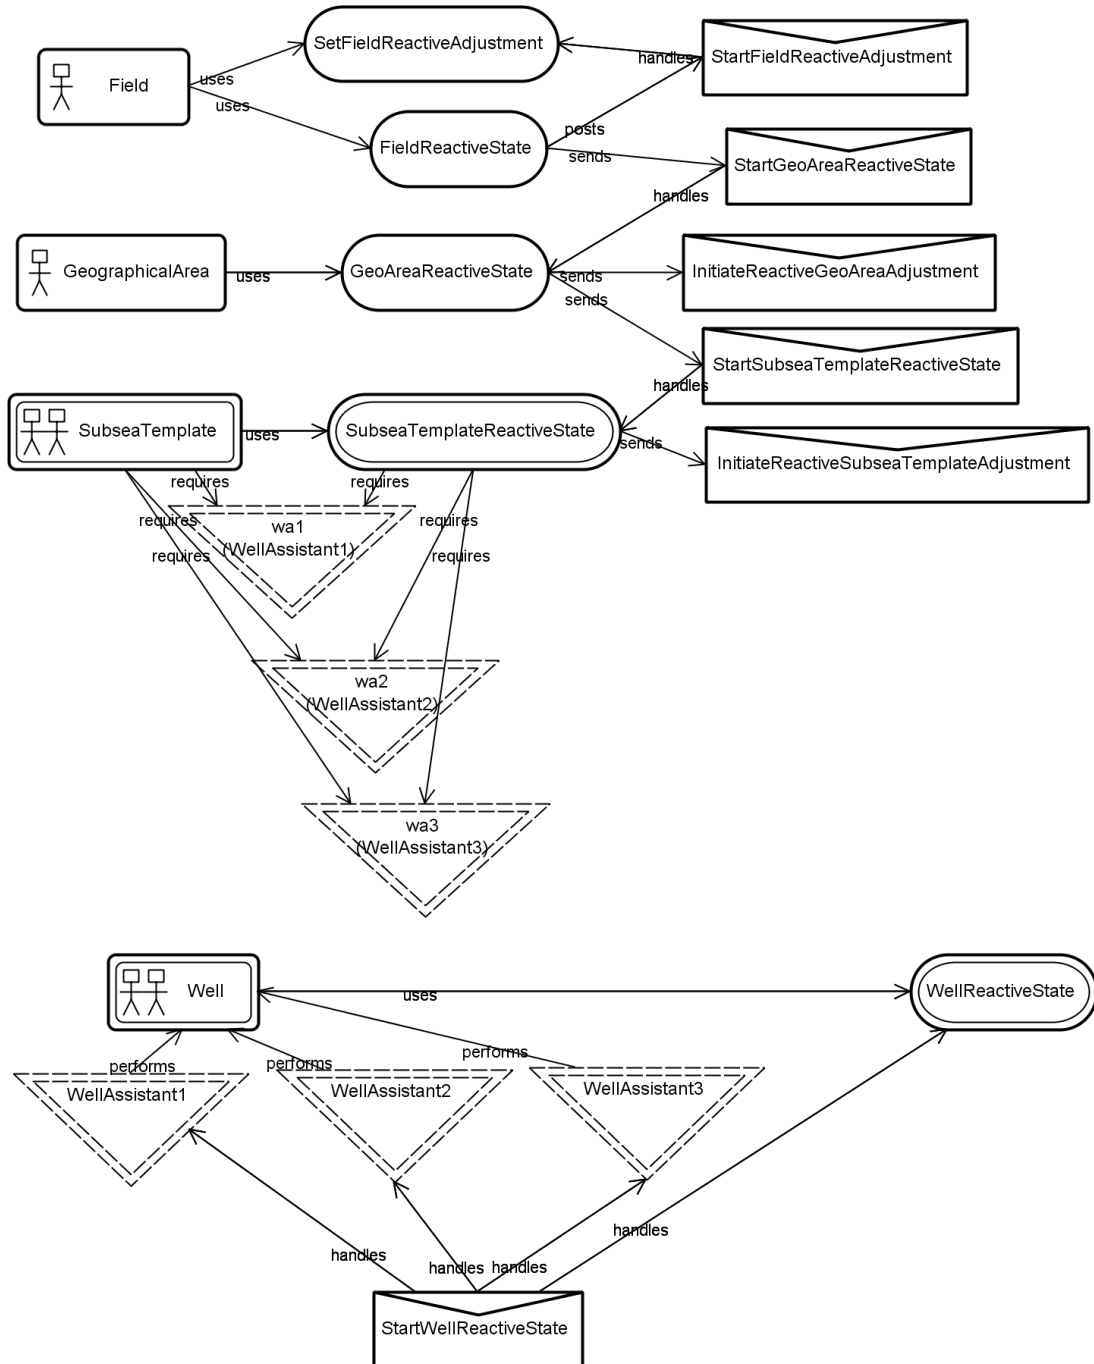 SetFieldReactiveAdjustment
handles
StartFieldReactiveAdjustment
Field
uses
uses
posts
FieldReactiveState
sends
StartGeoAreaReactiveState
handles
GeographicalArea
uses
GeoAreaReactiveState
sends
InitiateReactiveGeoAreaAdjustment
sends
StartSubseaTemplateReactiveState
handles
SubseaTemplate
uses
SubseaTemplateReactiveState
sends
InitiateReactiveSubseaTemplateAdjustment
requires
requires
requires
wa1
requires
(WellAssistant1)
requires
requires
wa2
(WellAssistant2)
wa3
(WellAssistant3)
Well
uses
WellReactiveState
performs
performs
performs
WellAssistant1
WellAssistant2
WellAssistant3
handles
handles
handles
handles
StartWellReactiveState